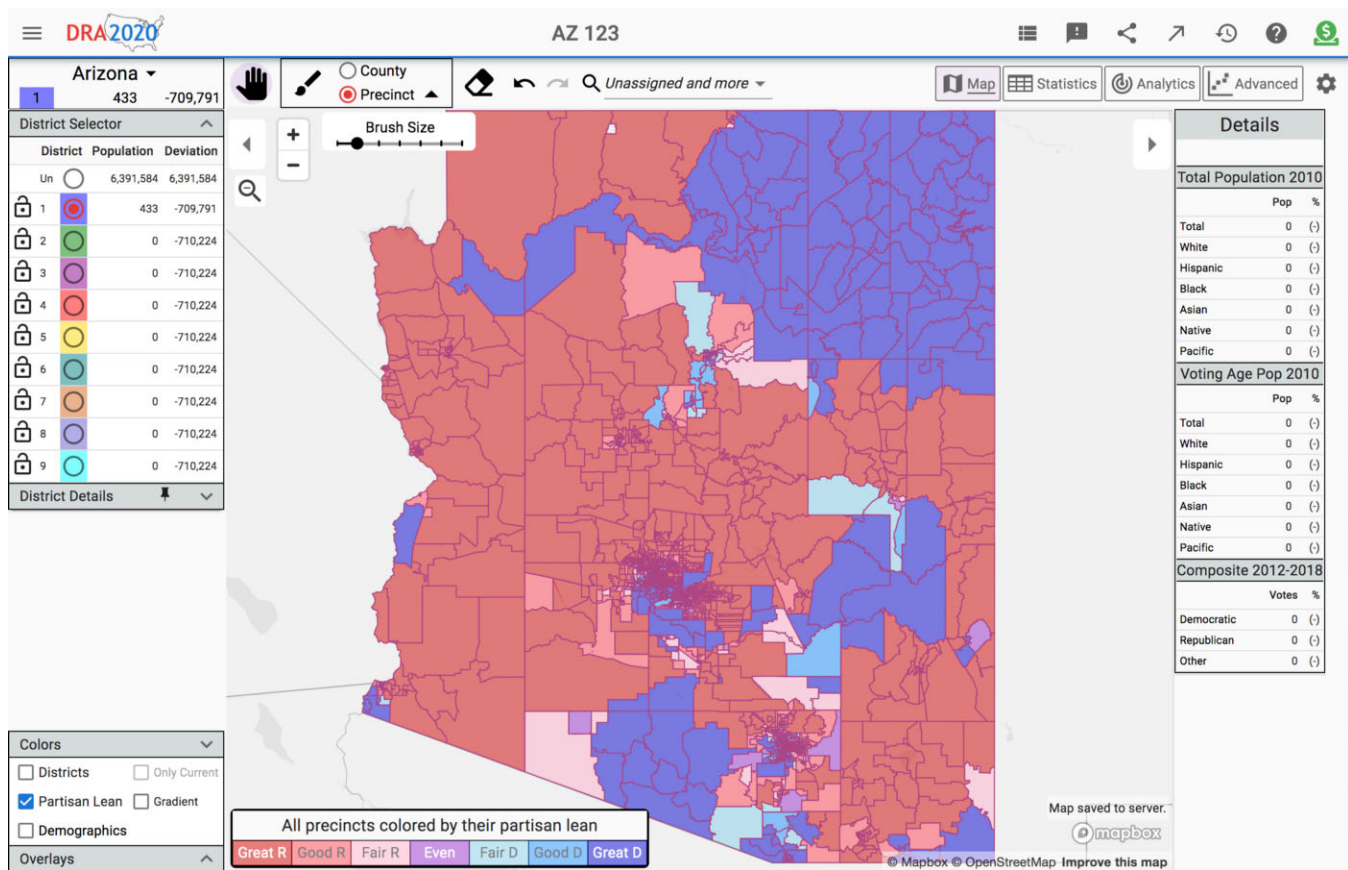 DRA2020
AZ 123
Arizona
1 433 -709,791
County
Precinct
Unassigned and more
Map
Statistics
Analytics
Advanced
District Selector
District Population Deviation
Un 6,391,584 6,391,584
1 433 -709,791
2 0 -710,224
3 0 -710,224
4 0 -710,224
5 0 -710,224
6 0 -710,224
7 0 -710,224
8 0 -710,224
9 0 -710,224
District Details
+
Brush Size
−
Details
Total Population 2010
Pop %
Total 0 (-)
White 0 (-)
Hispanic 0 (-)
Black 0 (-)
Asian 0 (-)
Native 0 (-)
Pacific 0 (-)
Voting Age Pop 2010
Pop %
Total 0 (-)
White 0 (-)
Hispanic 0 (-)
Black 0 (-)
Asian 0 (-)
Native 0 (-)
Pacific 0 (-)
Composite 2012-2018
Votes %
Democratic 0 (-)
Republican 0 (-)
Other 0 (-)
Colors
Districts Only Current
Partisan Lean Gradient
Demographics
Overlays
All precincts colored by their partisan lean
Great R Good R Fair R Even Fair D Good D Great D
Map saved to server.
mapbox
© Mapbox © OpenStreetMap Improve this map